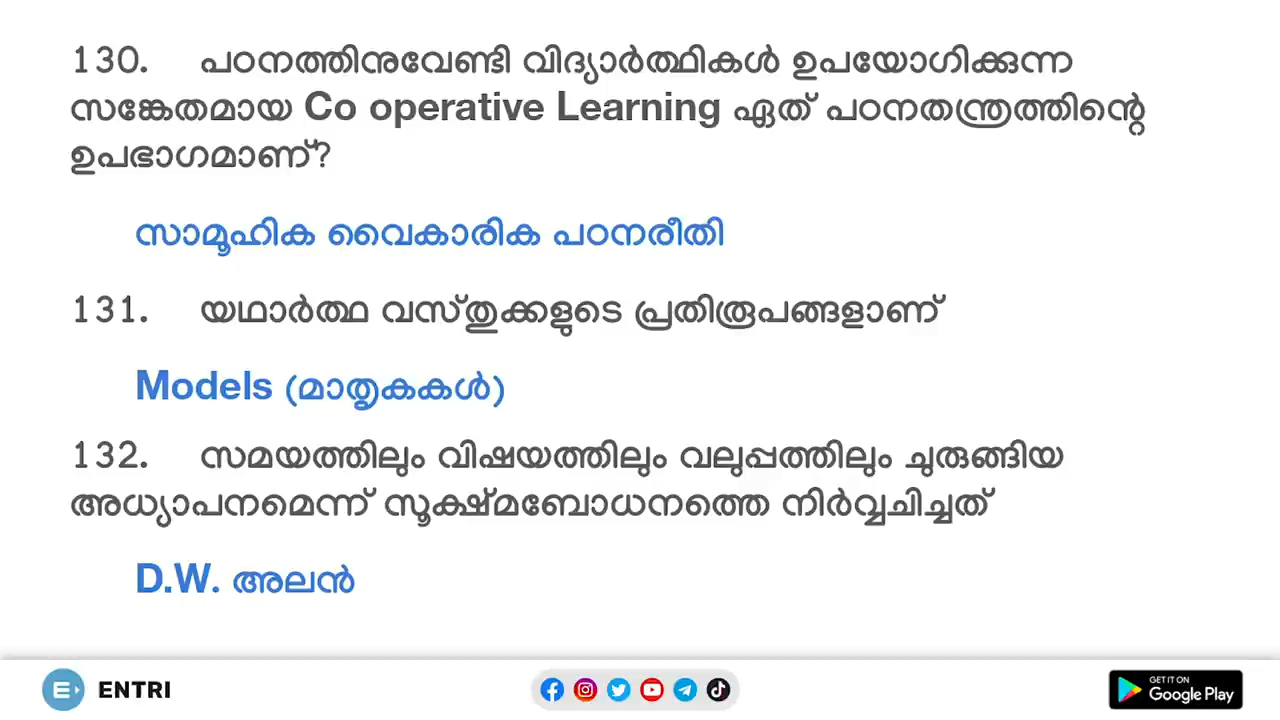 130. പഠനത്തിനുവേണ്ടി വിദ്യാർത്ഥികൾ ഉപയോഗിക്കുന്ന
സങ്കേതമായ Co operative Learning ഏത് പഠനതന്ത്രത്തിന്റെ
ഉപഭാഗമാണ്?
സാമൂഹിക വൈകാരിക പഠനരീതി
131. യഥാർത്ഥ വസ്തുക്കളുടെ പ്രതിരൂപങ്ങളാണ്
Models (മാതൃകകൾ)
132. സമയത്തിലും വിഷയത്തിലും വലുപ്പത്തിലും ചുരുങ്ങിയ
അധ്യാപനമെന്ന് സൂക്ഷ്മബോധനത്തെ നിർവ്വചിച്ചത്
D.W. അലൻ
E ENTRI
GET IT ON
Google Play